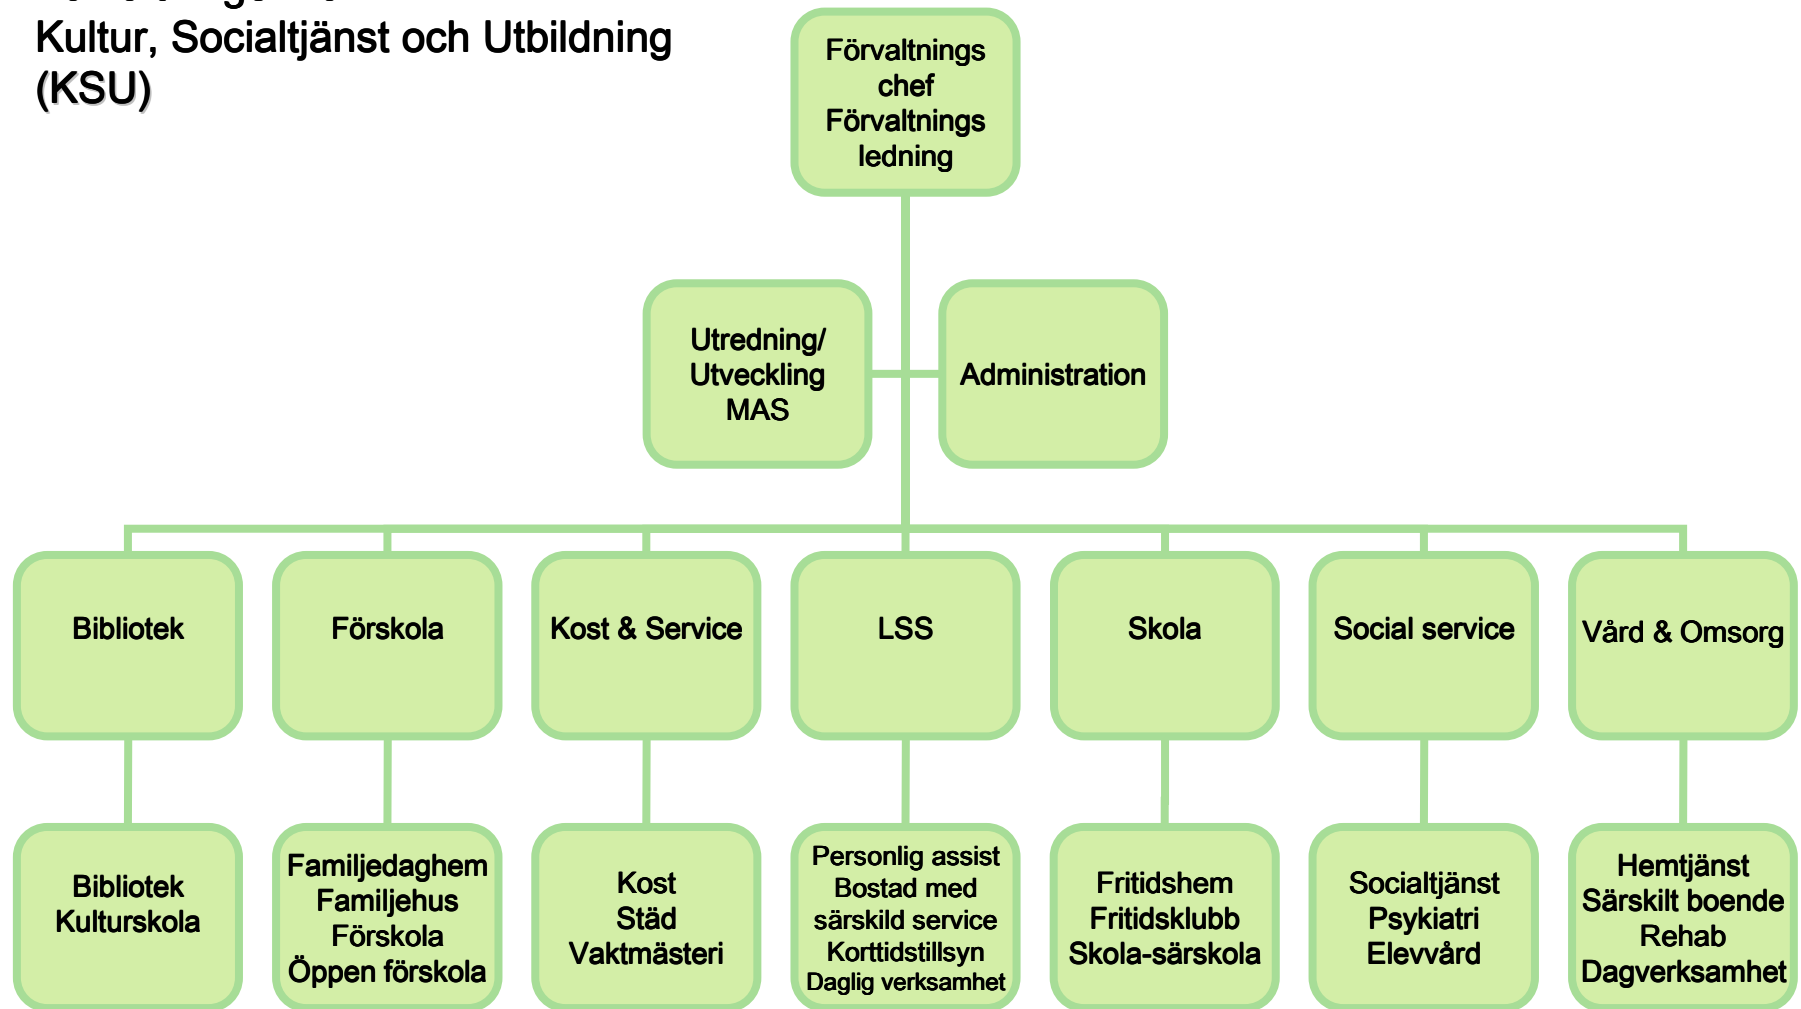 Kultur, Socialtjänst och Utbildning
(KSU)
Förvaltnings
chef
Förvaltnings
ledning
Utredning/
Utveckling
MAS
Administration
Bibliotek
Förskola
Kost & Service
LSS
Skola
Social service
Vård & Omsorg
Bibliotek
Kulturskola
Familjedaghem
Familjehus
Förskola
Öppen förskola
Kost
Städ
Vaktmästeri
Personlig assist
Bostad med
särskild service
Korttidstillsyn
Daglig verksamhet
Fritidshem
Fritidsklubb
Skola-särskola
Socialtjänst
Psykiatri
Elevvård
Hemtjänst
Särskilt boende
Rehab
Dagverksamhet